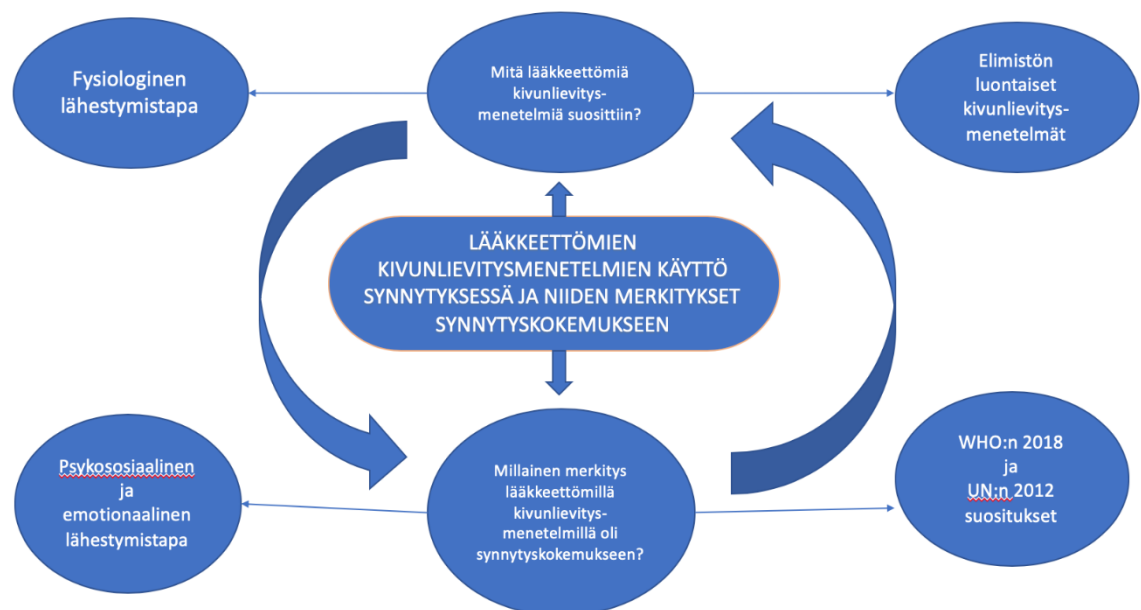 Fysiologinen
lähestymistapa
Mitä lääkkeettömiä
kivunlievitys-
menetelmiä suosittiin?
Elimistön
luontaiset
kivunlievitys-
menetelmät
LÄÄKKEETTÖMIEN
KIVUNLIEVITYSMENETELMIEN KÄYTTÖ
SYNNYTYKSESSÄ JA NIIDEN MERKITYKSET
SYNNYTYSKOKEMUKSEEN
Psykososiaalinen
ja
emotionaalinen
lähestymistapa
Millainen merkitys
lääkkeettömillä
kivunlievitys-
menetelmillä oli
synnytyskokemukseen?
WHO:n 2018
ja
UN:n 2012
suositukset